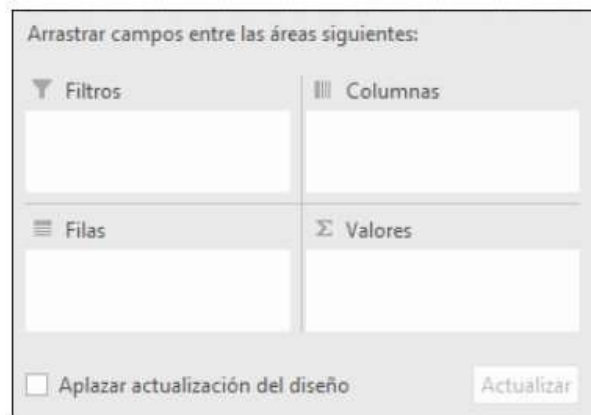 Arrastrar campos entre las áreas siguientes:
Filtros
Columnas
Filas
Σ Valores
Aplazar actualización del diseño
Actualizar